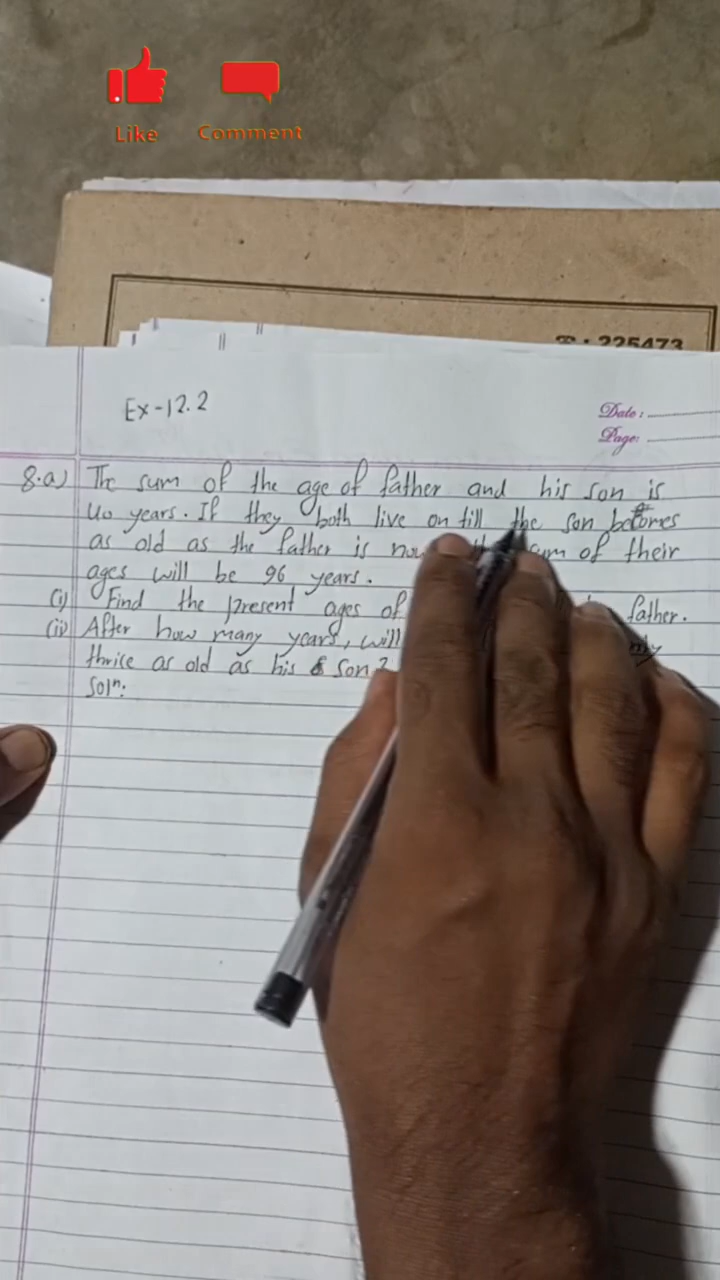 Like Comment
☎ : 225473
Ex-12.2
Date:
Page:
8.a) The sum of the age of father and his son is
40 years. If they both live on till the son becomes
as old as the father is now, sum of their
ages will be 96 years.
(i) Find the present ages of father.
(ii) After how many years, will
thrice as old as his son?
Solⁿ: